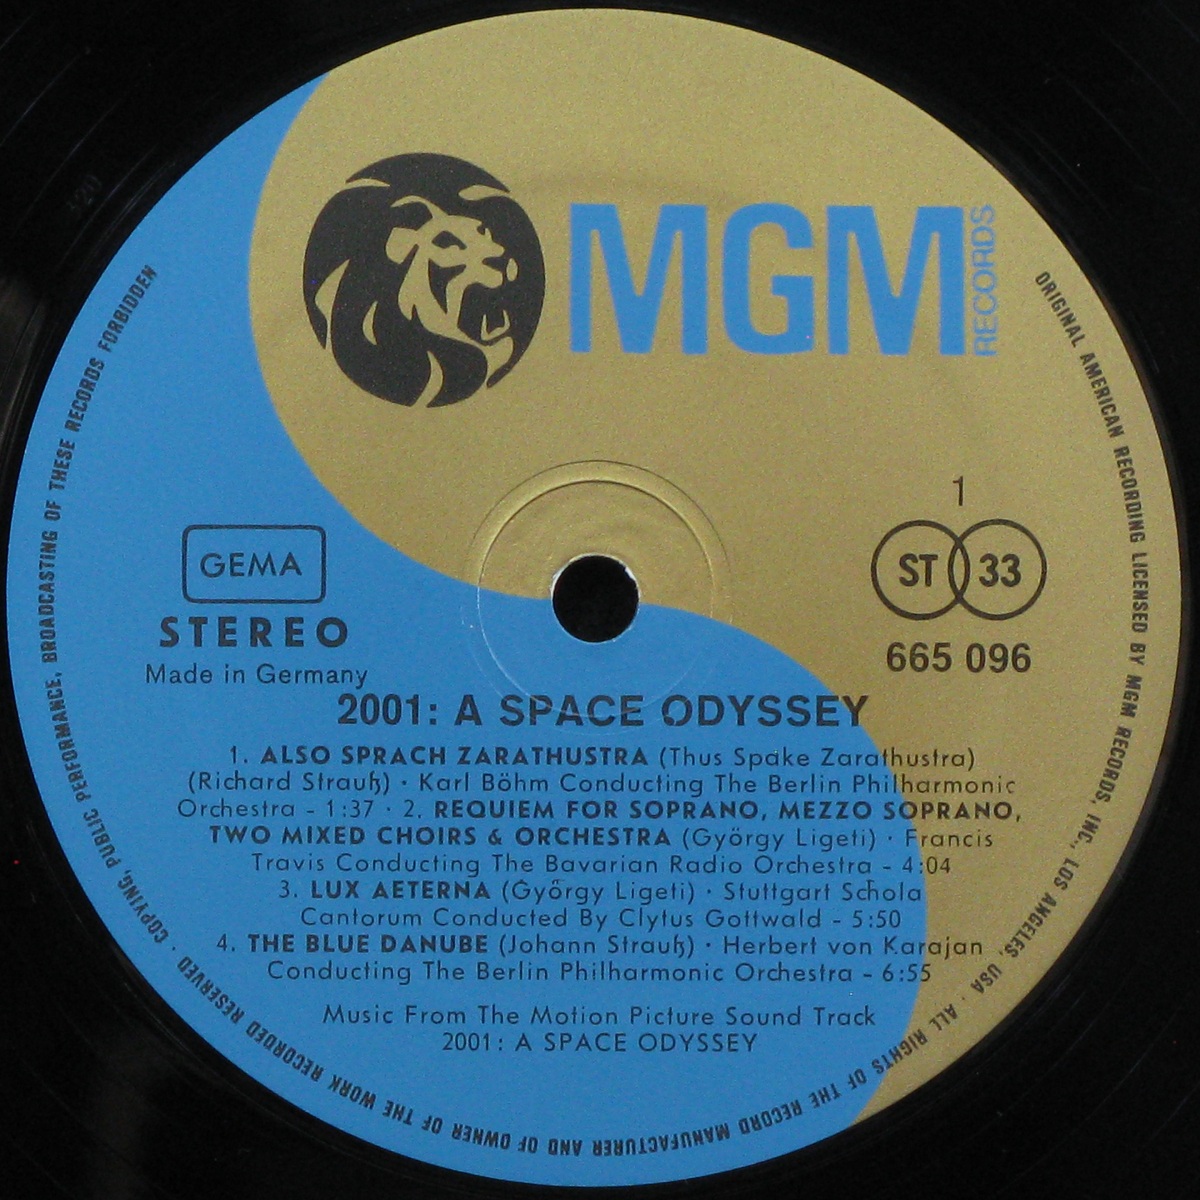 MGM
RECORDS
1
ST 33
665 096
GEMA
STEREO
Made in Germany
2001: A SPACE ODYSSEY
1. ALSO SPRACH ZARATHUSTRA (Thus Spake Zarathustra)
(Richard Strauß) · Karl Böhm Conducting The Berlin Philharmonic
Orchestra – 1:37 · 2. REQUIEM FOR SOPRANO, MEZZO SOPRANO,
TWO MIXED CHOIRS & ORCHESTRA (György Ligeti) · Francis
Travis Conducting The Bavarian Radio Orchestra – 4:04
3. LUX AETERNA (György Ligeti) · Stuttgart Schola
Cantorum Conducted By Clytus Gottwald – 5:50
4. THE BLUE DANUBE (Johann Strauß) · Herbert von Karajan
Conducting The Berlin Philharmonic Orchestra – 6:55
Music From The Motion Picture Sound Track
2001: A SPACE ODYSSEY
ORIGINAL AMERICAN RECORDING LICENSED BY MGM RECORDS, INC., LOS ANGELES, USA · ALL RIGHTS OF THE RECORD MANUFACTURER AND OF OWNER OF THE WORK RECORDED RESERVED · COPYING, PUBLIC PERFORMANCE, BROADCASTING OF THESE RECORDS FORBIDDEN